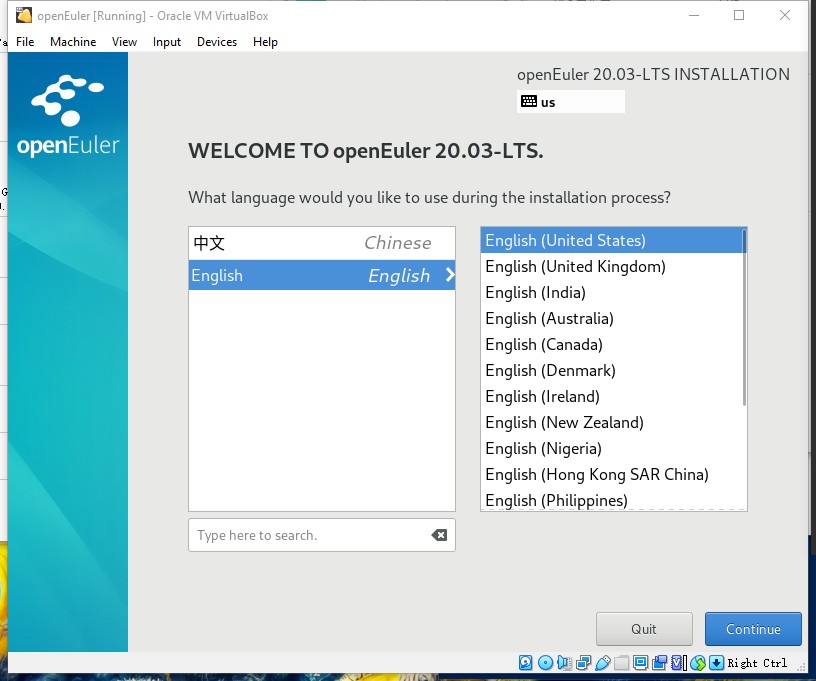 openEuler [Running] - Oracle VM VirtualBox
File Machine View Input Devices Help
openEuler
openEuler 20.03-LTS INSTALLATION
us
WELCOME TO openEuler 20.03-LTS.
What language would you like to use during the installation process?
中文 Chinese
English English
English (United States)
English (United Kingdom)
English (India)
English (Australia)
English (Canada)
English (Denmark)
English (Ireland)
English (New Zealand)
English (Nigeria)
English (Hong Kong SAR China)
English (Philippines)
Type here to search.
Quit Continue
Right Ctrl